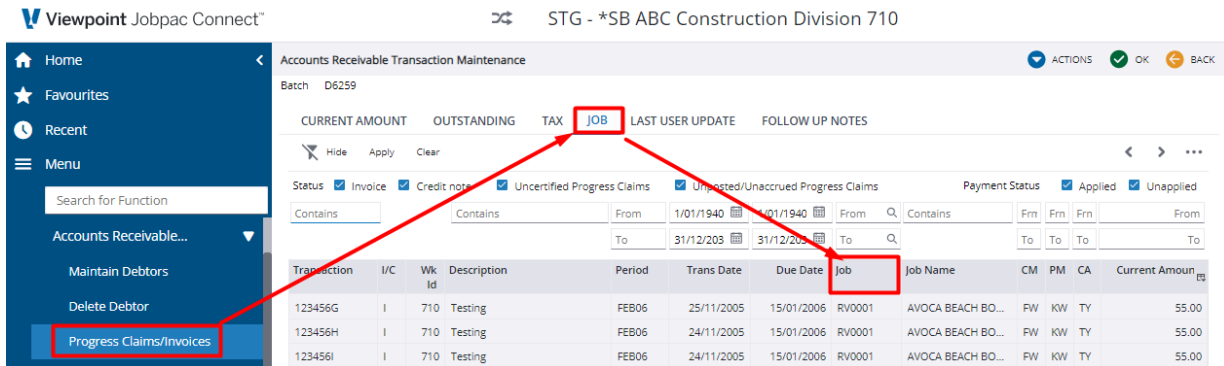 Viewpoint Jobpac Connect™
STG - *SB ABC Construction Division 710
Home
Favourites
Recent
Menu
Search for Function
Accounts Receivable...
Maintain Debtors
Delete Debtor
Progress Claims/Invoices
Accounts Receivable Transaction Maintenance
ACTIONS OK BACK
Batch D6259
CURRENT AMOUNT OUTSTANDING TAX JOB LAST USER UPDATE FOLLOW UP NOTES
Hide Apply Clear
Status Invoice Credit note Uncertified Progress Claims Unposted/Unaccrued Progress Claims Payment Status Applied Unapplied
Contains Contains From 1/01/1940 1/01/1940 From Contains Frn Frn Frn From
To 31/12/203 31/12/203 To To To To To
Transaction I/C Wk Id Description Period Trans Date Due Date Job Job Name CM PM CA Current Amoun
123456G I 710 Testing FEB06 25/11/2005 15/01/2006 RV0001 AVOCA BEACH BO... FW KW TY 55.00
123456H I 710 Testing FEB06 24/11/2005 15/01/2006 RV0001 AVOCA BEACH BO... FW KW TY 55.00
123456I I 710 Testing FEB06 24/11/2005 15/01/2006 RV0001 AVOCA BEACH BO... FW KW TY 55.00